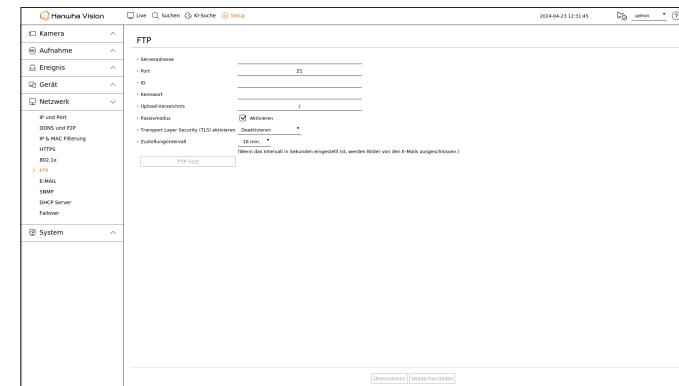 Hanwha Vision
Live Suchen KI-Suche Setup
2024-04-23 12:31:45 admin
Kamera
Aufnahme
Ereignis
Gerät
Netzwerk
IP und Port
DDNS und P2P
IP & MAC Filterung
HTTPS
802.1x
FTP
E-MAIL
SNMP
DHCP Server
Failover
System
FTP
Serveradresse
Port 21
ID
Kennwort
Upload-Verzeichnis /
Passivmodus Aktivieren
Transport Layer Security (TLS) aktivieren Deaktivieren
Zustellungsintervall 10 min.
(Wenn das Intervall in Sekunden eingestellt ist, werden Bilder von den E-Mails ausgeschlossen.)
FTP-Test
Übernehmen Wiederherstellen